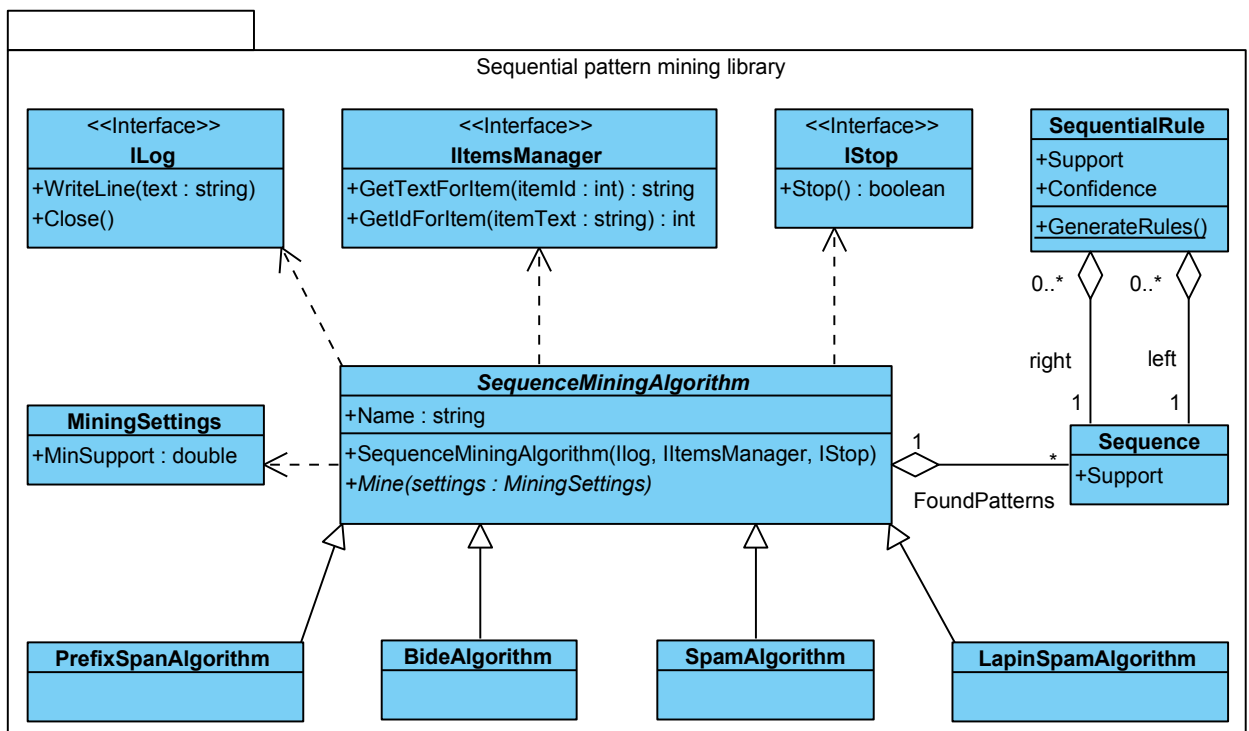 Sequential pattern mining library
<<Interface>>
ILog
+WriteLine(text : string)
+Close()
<<Interface>>
IItemsManager
+GetTextForItem(itemId : int) : string
+GetIdForItem(itemText : string) : int
<<Interface>>
IStop
+Stop() : boolean
SequentialRule
+Support
+Confidence
+GenerateRules()
0..*
0..*
right
left
1
1
MiningSettings
+MinSupport : double
SequenceMiningAlgorithm
+Name : string
+SequenceMiningAlgorithm(Ilog, IItemsManager, IStop)
+Mine(settings : MiningSettings)
1
*
FoundPatterns
Sequence
+Support
PrefixSpanAlgorithm
BideAlgorithm
SpamAlgorithm
LapinSpamAlgorithm